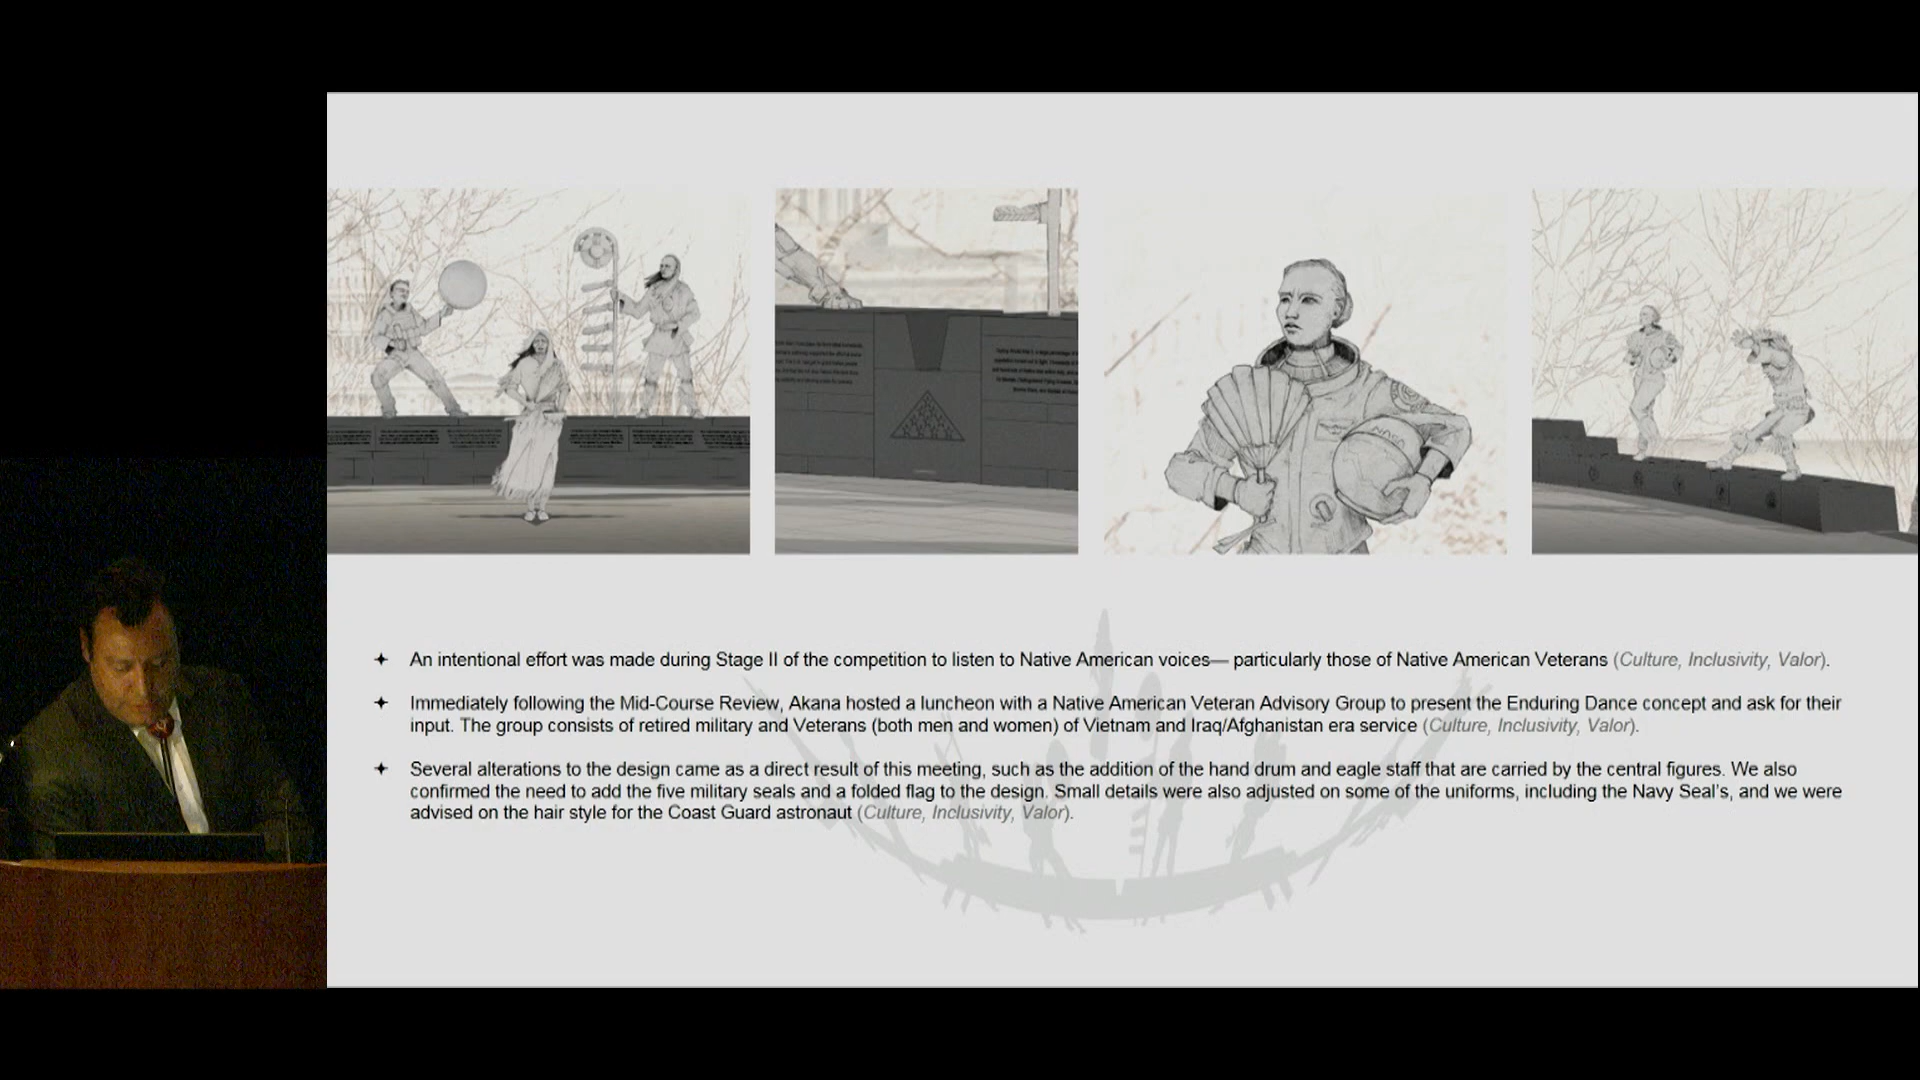 NASA
An intentional effort was made during Stage II of the competition to listen to Native American voices— particularly those of Native American Veterans (Culture, Inclusivity, Valor).
Immediately following the Mid-Course Review, Akana hosted a luncheon with a Native American Veteran Advisory Group to present the Enduring Dance concept and ask for their
input. The group consists of retired military and Veterans (both men and women) of Vietnam and Iraq/Afghanistan era service (Culture, Inclusivity, Valor).
Several alterations to the design came as a direct result of this meeting, such as the addition of the hand drum and eagle staff that are carried by the central figures. We also
confirmed the need to add the five military seals and a folded flag to the design. Small details were also adjusted on some of the uniforms, including the Navy Seal's, and we were
advised on the hair style for the Coast Guard astronaut (Culture, Inclusivity, Valor).